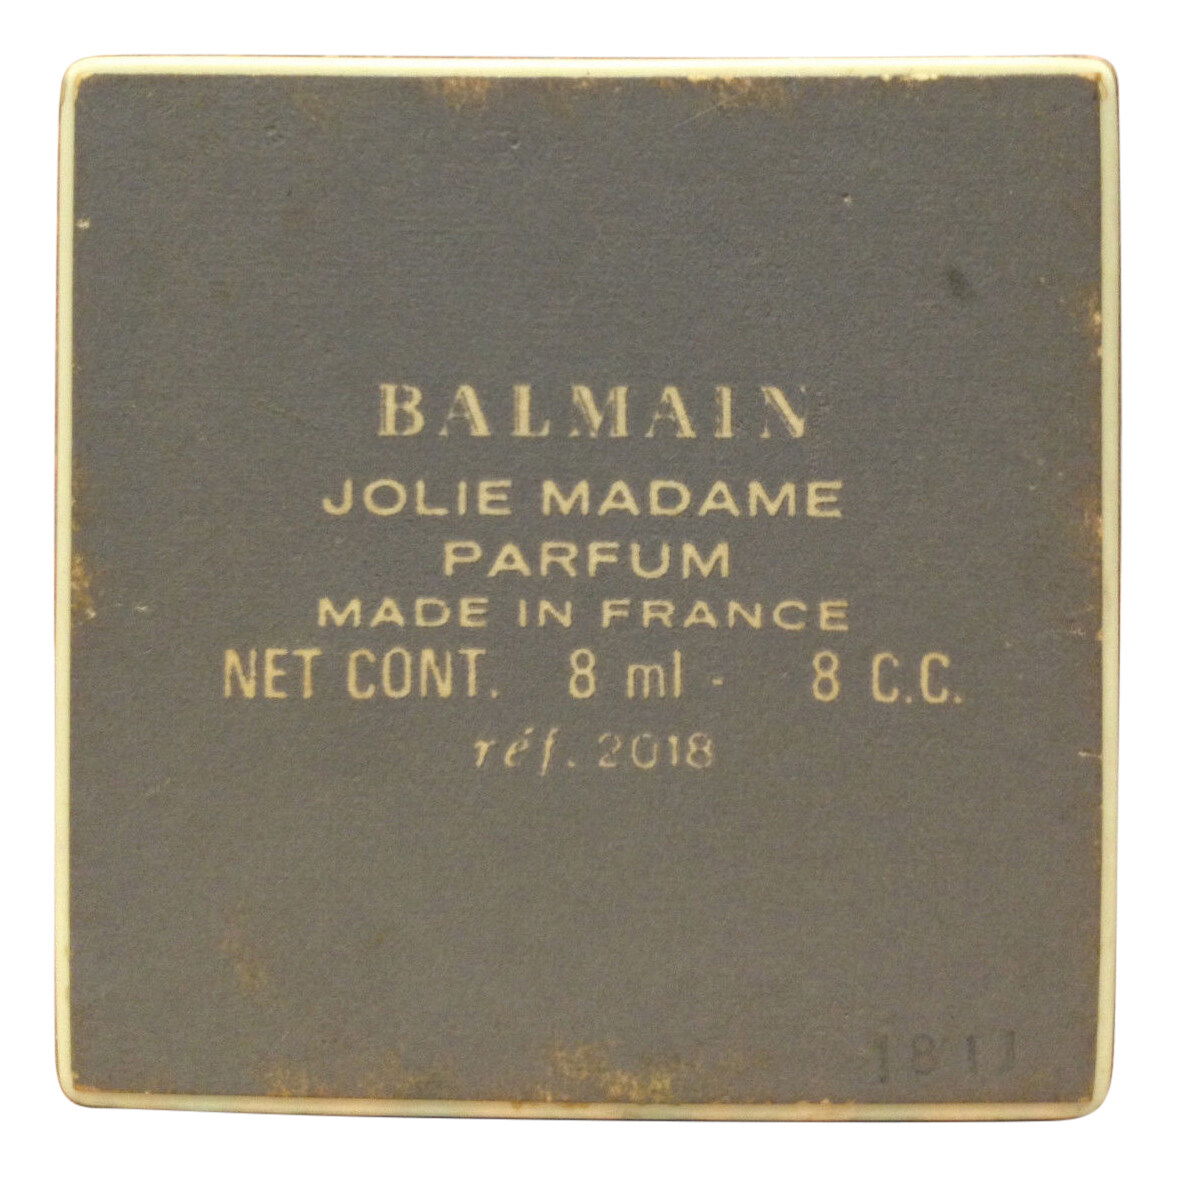 BALMAIN
JOLIE MADAME
PARFUM
MADE IN FRANCE
NET CONT. 8 ml - 8 C.C.
réf. 2018